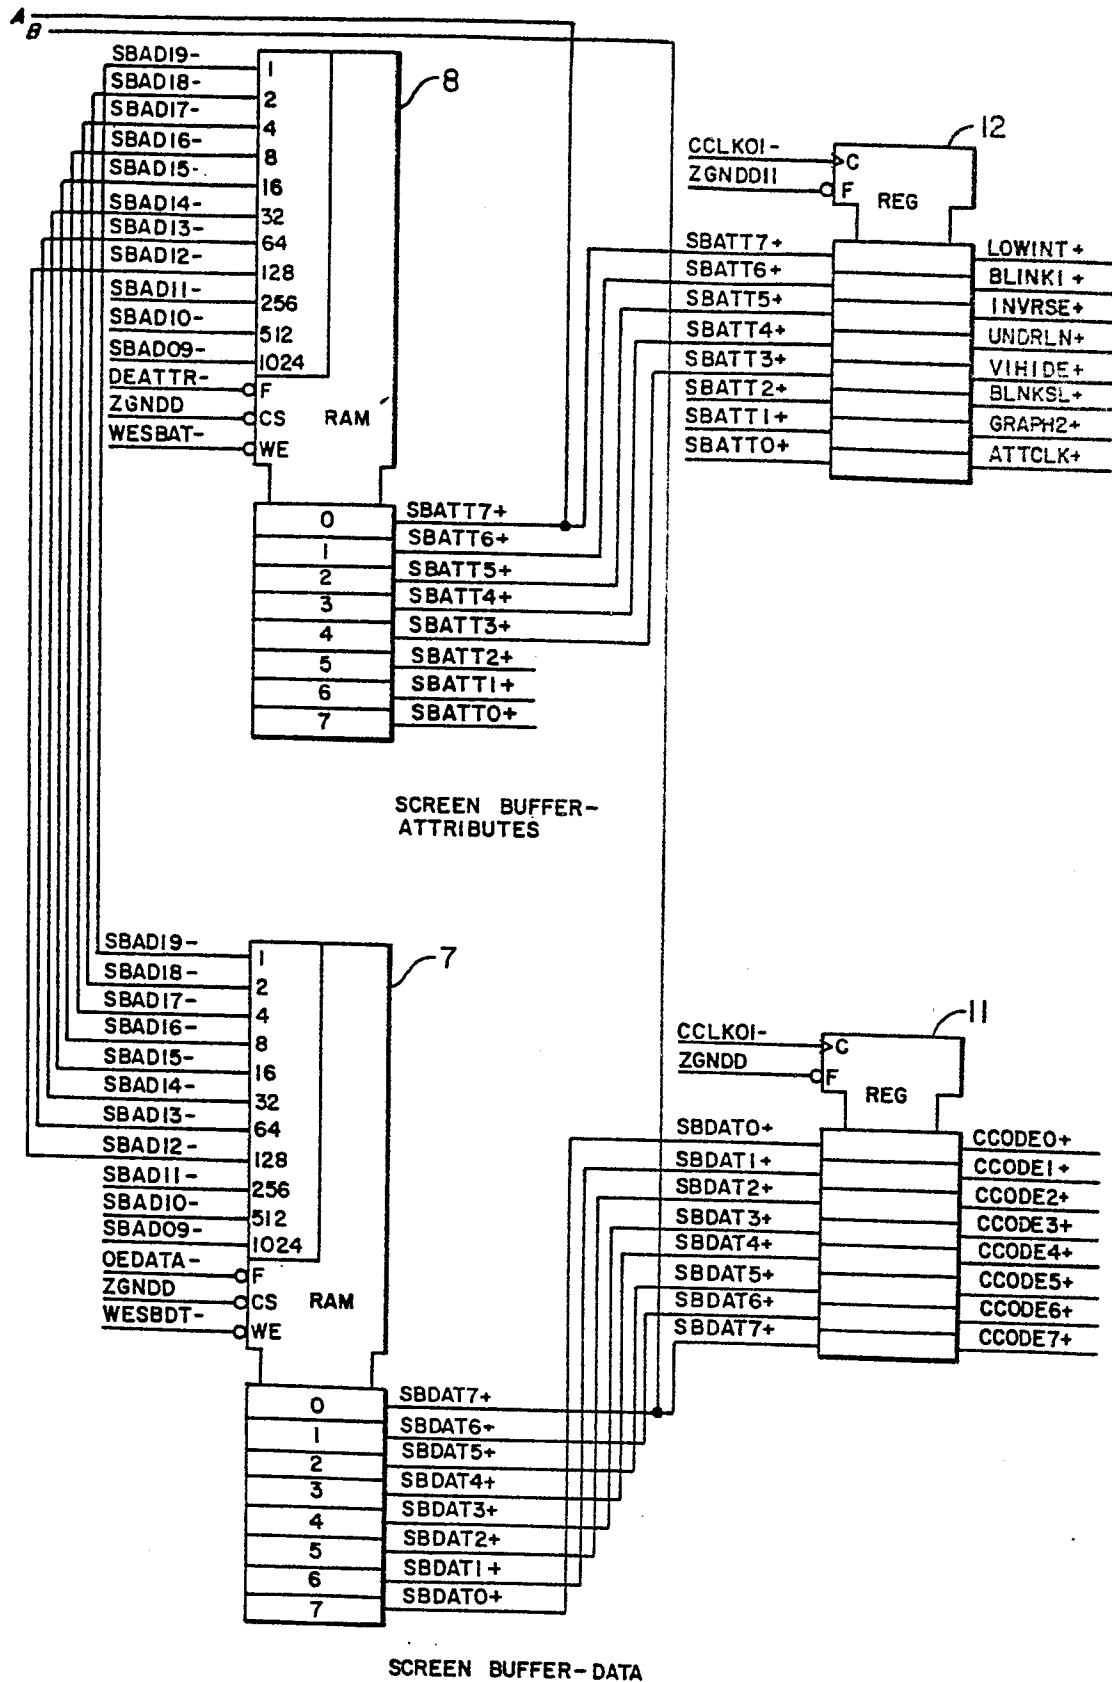 A
B
SBAD19-
SBAD18-
SBAD17-
SBAD16-
SBAD15-
SBAD14-
SBAD13-
SBAD12-
SBAD11-
SBAD10-
SBAD09-
DEATTR-
ZGNDD
WESBAT-
1
2
4
8
16
32
64
128
256
512
1024
F
CS
WE
RAM
8
0
1
2
3
4
5
6
7
SBATT7+
SBATT6+
SBATT5+
SBATT4+
SBATT3+
SBATT2+
SBATT1+
SBATT0+
SCREEN BUFFER-
ATTRIBUTES
12
CCLK01-
ZGNDD11
C
F
REG
SBATT7+
SBATT6+
SBATT5+
SBATT4+
SBATT3+
SBATT2+
SBATT1+
SBATT0+
LOWINT+
BLINK1+
INVRSE+
UNDRLN+
VIHIDE+
BLNKSL+
GRAPH2+
ATTCLK+
SBAD19-
SBAD18-
SBAD17-
SBAD16-
SBAD15-
SBAD14-
SBAD13-
SBAD12-
SBAD11-
SBAD10-
SBAD09-
OEDATA-
ZGNDD
WESBDT-
1
2
4
8
16
32
64
128
256
512
1024
F
CS
WE
RAM
7
0
1
2
3
4
5
6
7
SBDAT7+
SBDAT6+
SBDAT5+
SBDAT4+
SBDAT3+
SBDAT2+
SBDAT1+
SBDAT0+
11
CCLK01-
ZGNDD
C
F
REG
SBDAT0+
SBDAT1+
SBDAT2+
SBDAT3+
SBDAT4+
SBDAT5+
SBDAT6+
SBDAT7+
CCODE0+
CCODE1+
CCODE2+
CCODE3+
CCODE4+
CCODE5+
CCODE6+
CCODE7+
SCREEN BUFFER-DATA